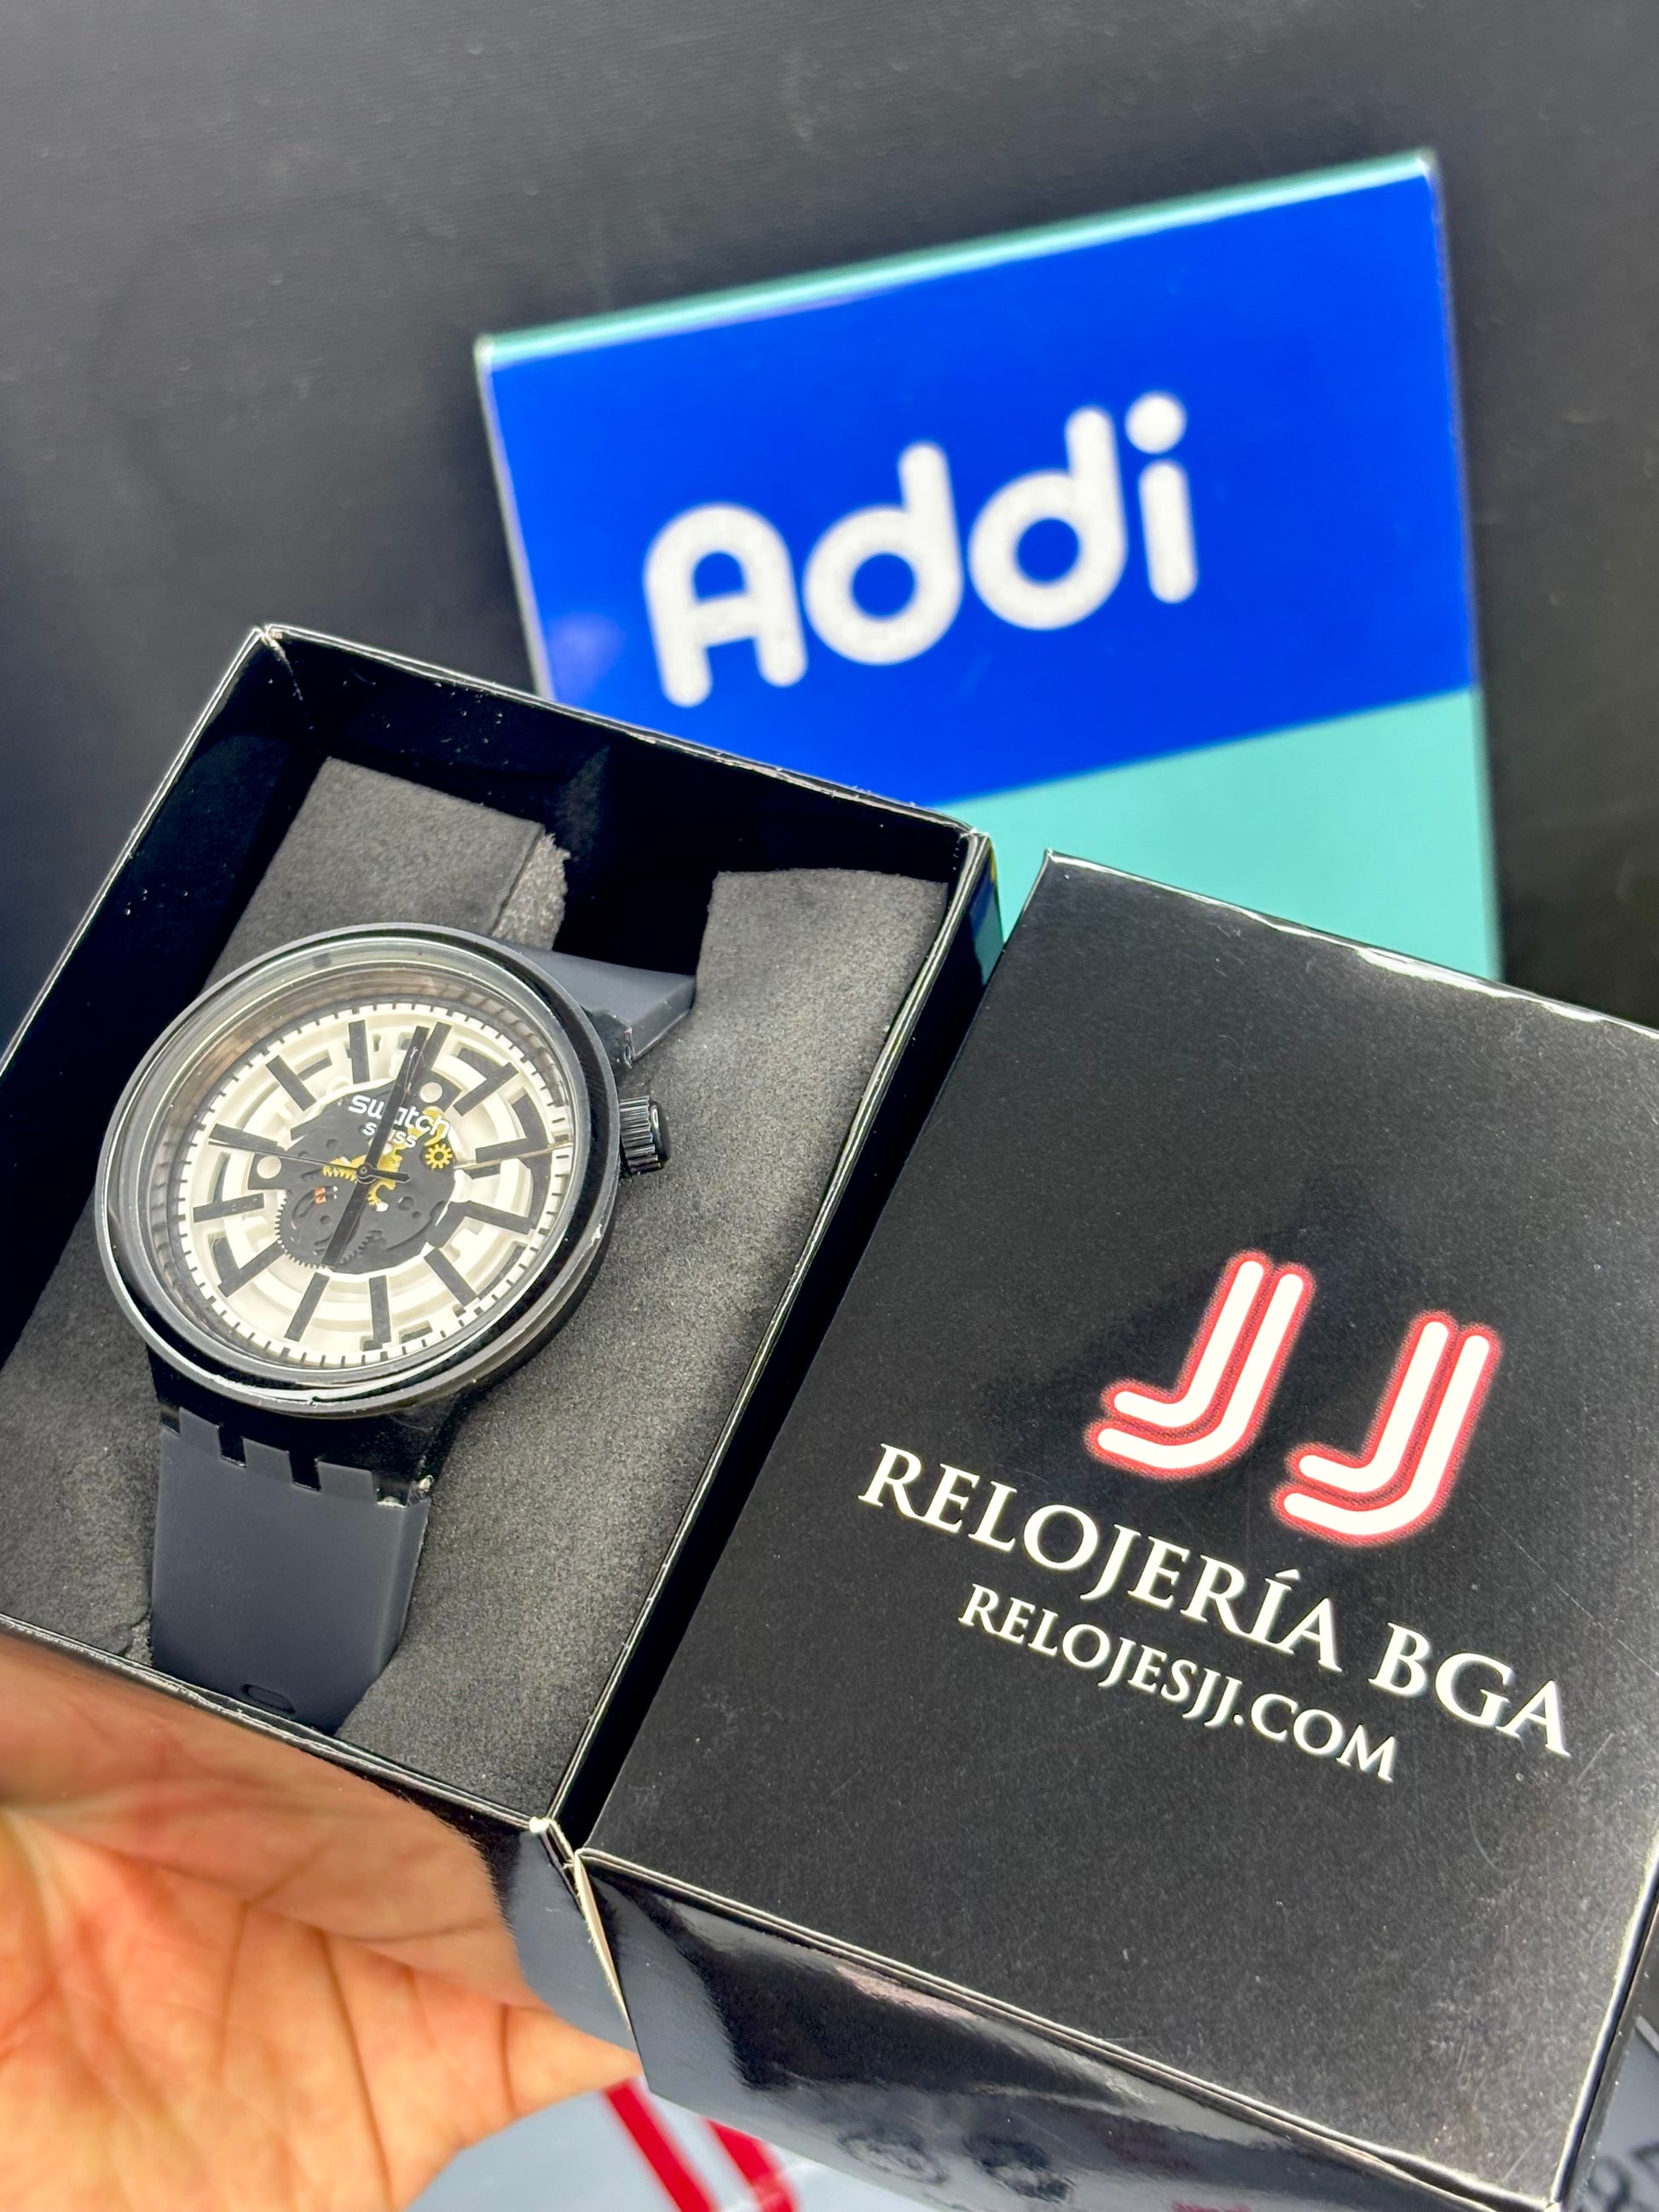 Addi
swatch
swiss
JJ
RELOJERÍA BGA
RELOJESJJ.COM